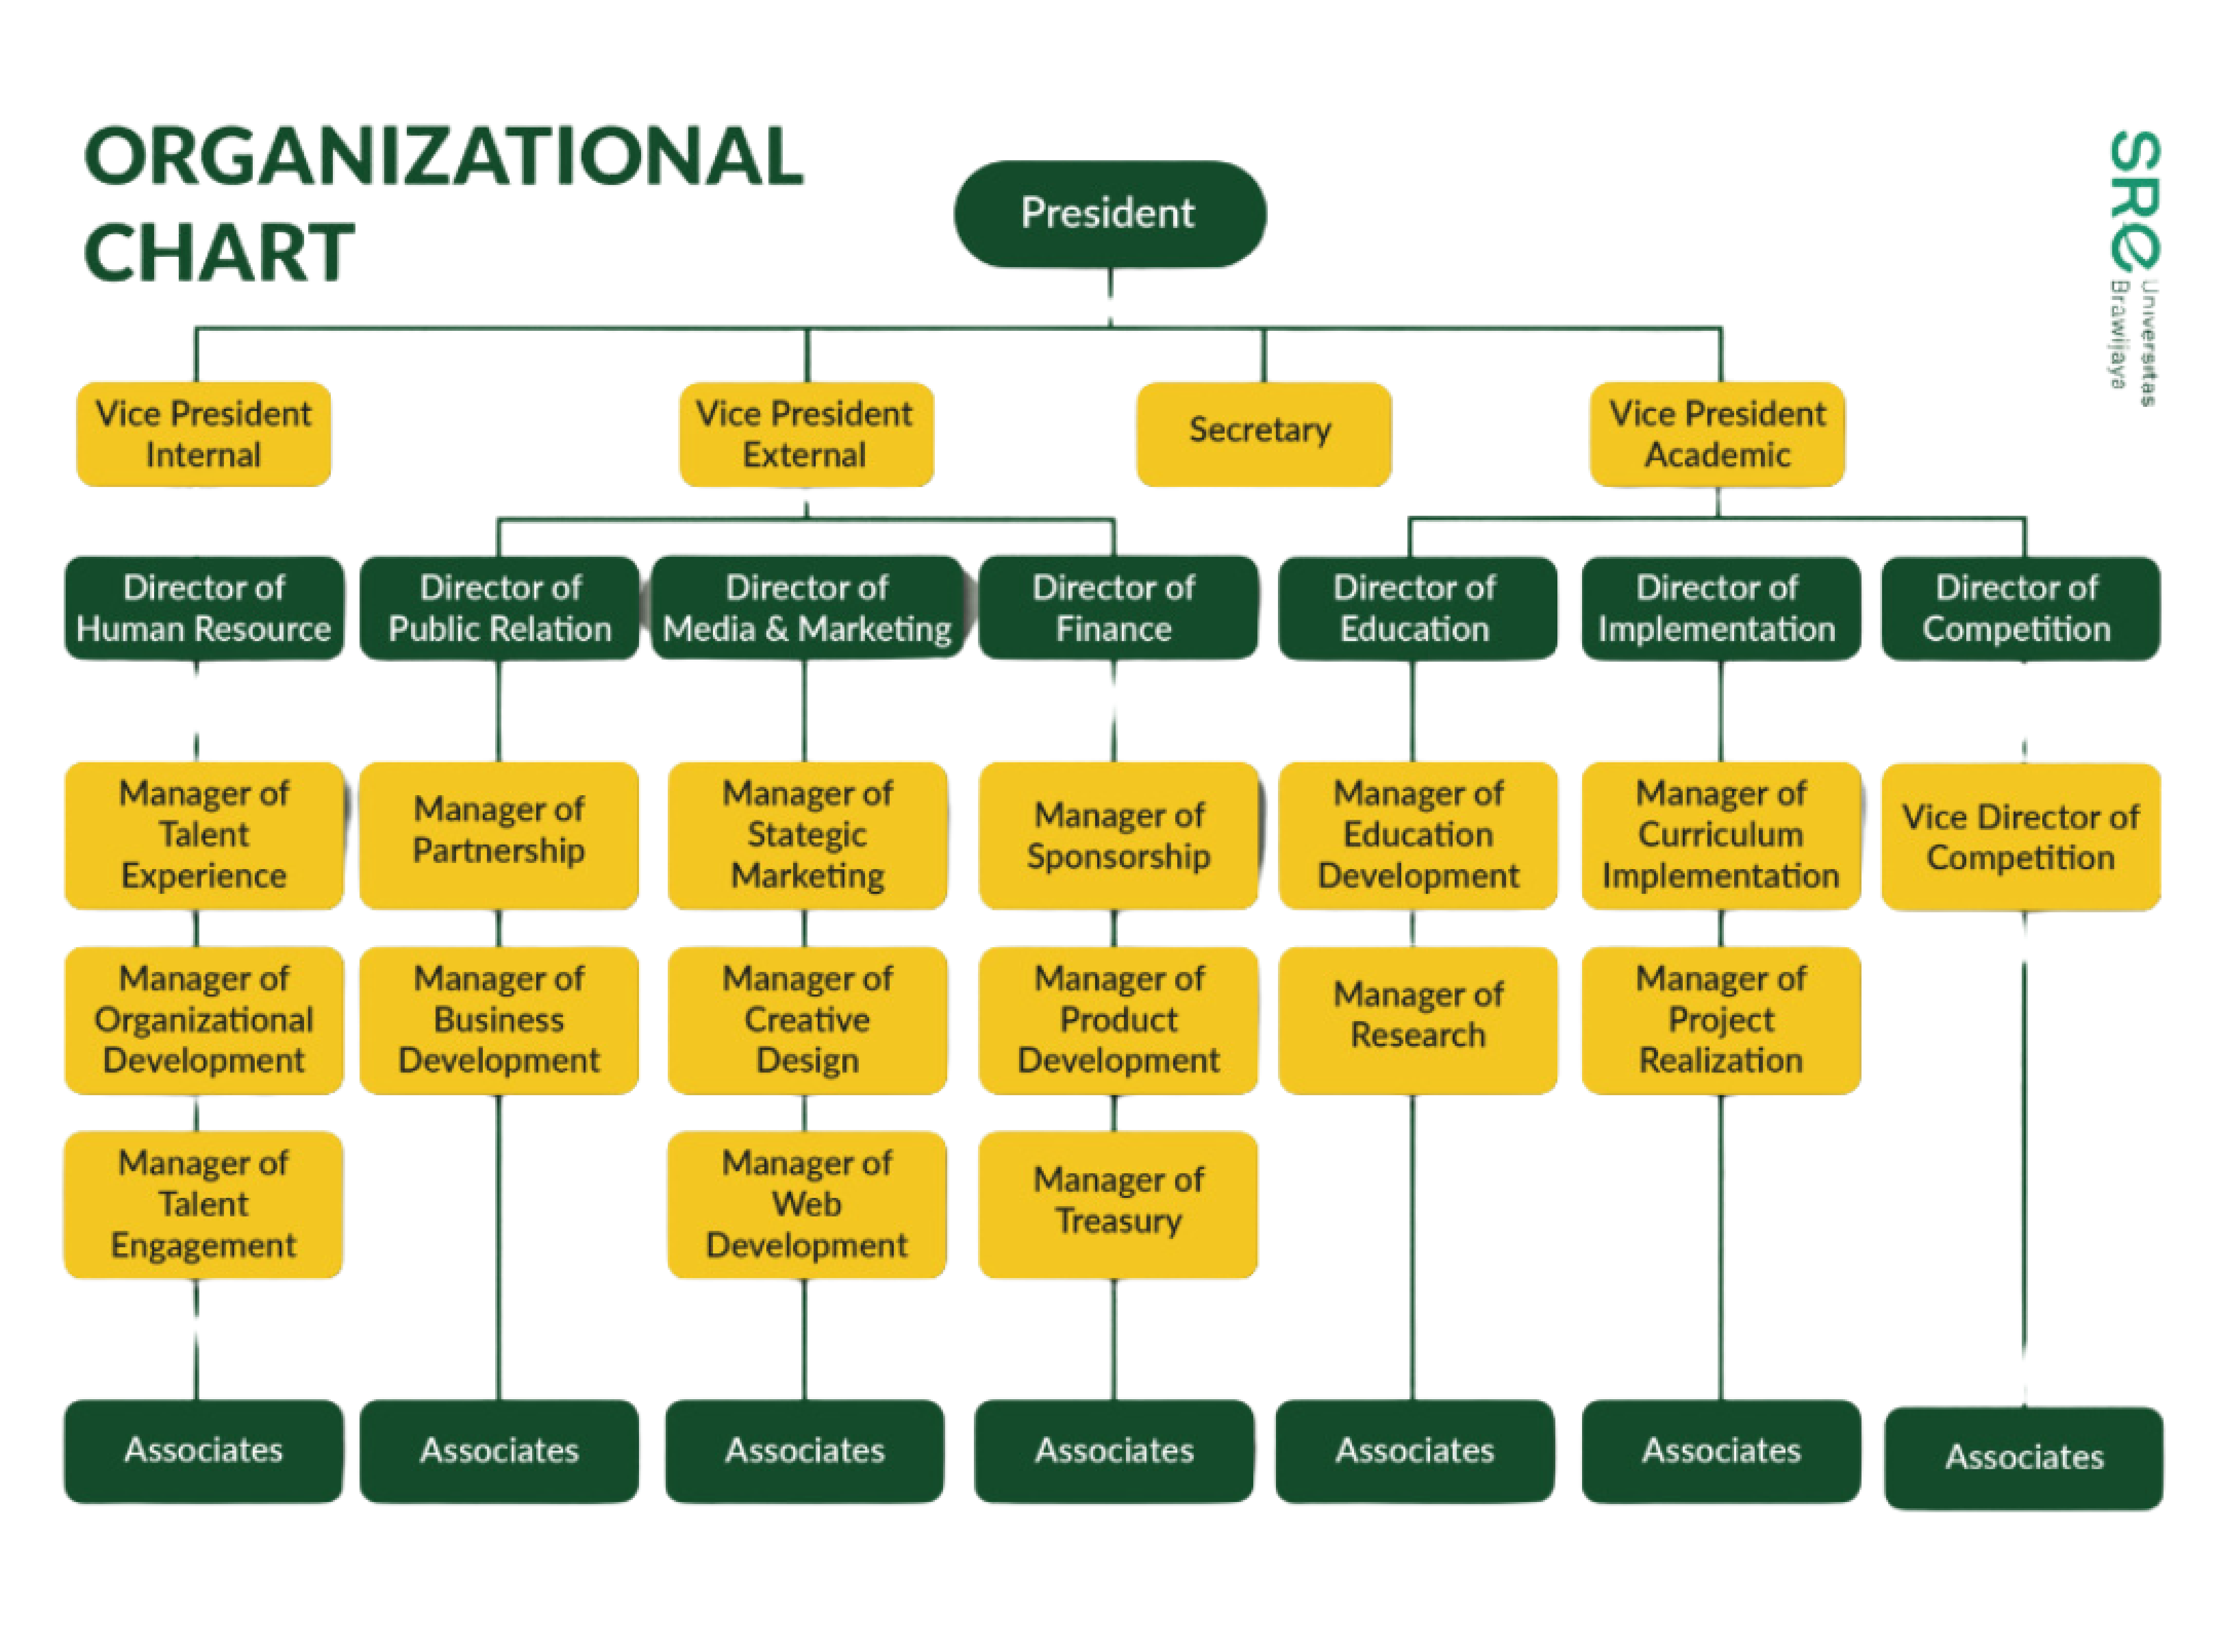 ORGANIZATIONAL
CHART
President
SRe
Universitas
Brawijaya
Vice President
Internal
Vice President
External
Secretary
Vice President
Academic
Director of
Human Resource
Director of
Public Relation
Director of
Media & Marketing
Director of
Finance
Director of
Education
Director of
Implementation
Director of
Competition
Manager of
Talent
Experience
Manager of
Partnership
Manager of
Stategic
Marketing
Manager of
Sponsorship
Manager of
Education
Development
Manager of
Curriculum
Implementation
Vice Director of
Competition
Manager of
Organizational
Development
Manager of
Business
Development
Manager of
Creative
Design
Manager of
Product
Development
Manager of
Research
Manager of
Project
Realization
Manager of
Talent
Engagement
Manager of
Web
Development
Manager of
Treasury
Associates
Associates
Associates
Associates
Associates
Associates
Associates